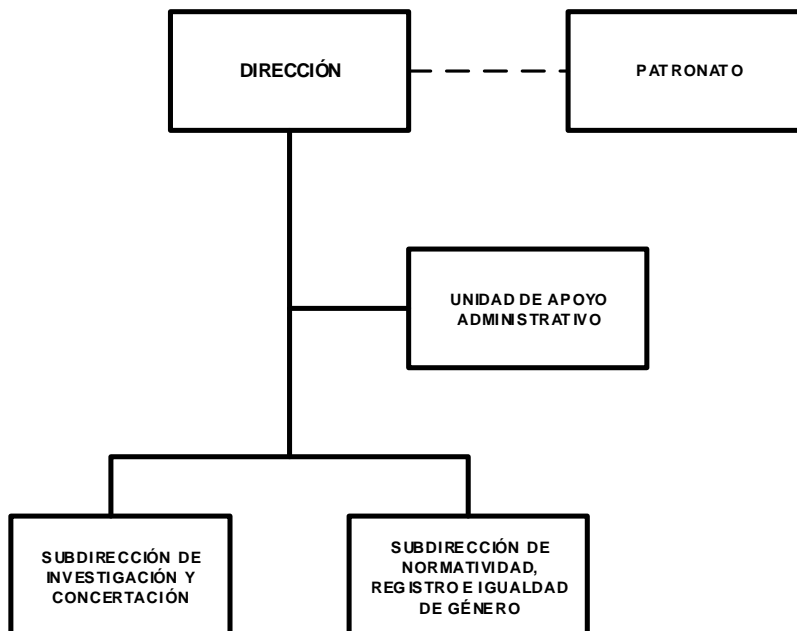 DIRECCIÓN
PATRONATO
UNIDAD DE APOYO
ADMINISTRATIVO
SUBDIRECCIÓN DE
INVESTIGACIÓN Y
CONCERTACIÓN
SUBDIRECCIÓN DE
NORMATIVIDAD,
REGISTRO E IGUALDAD
DE GÉNERO